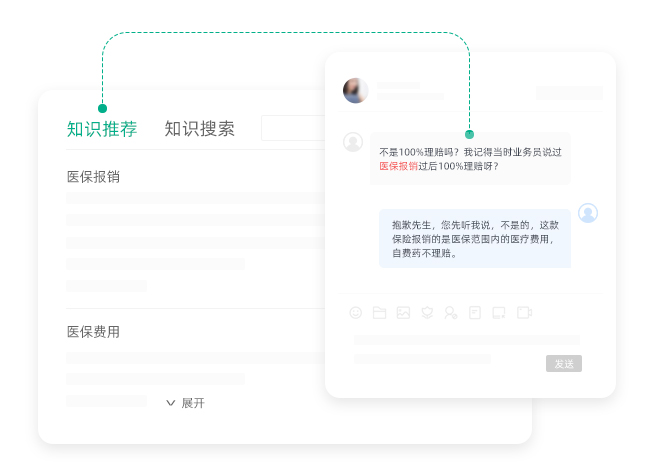 知识推荐
知识搜索
医保报销
医保费用
展开
不是100%理赔吗？我记得当时业务员说过
医保报销过后100%理赔呀？
抱歉先生，您先听我说，不是的，这款
保险报销的是医保范围内的医疗费用，
自费药不理赔。
发送